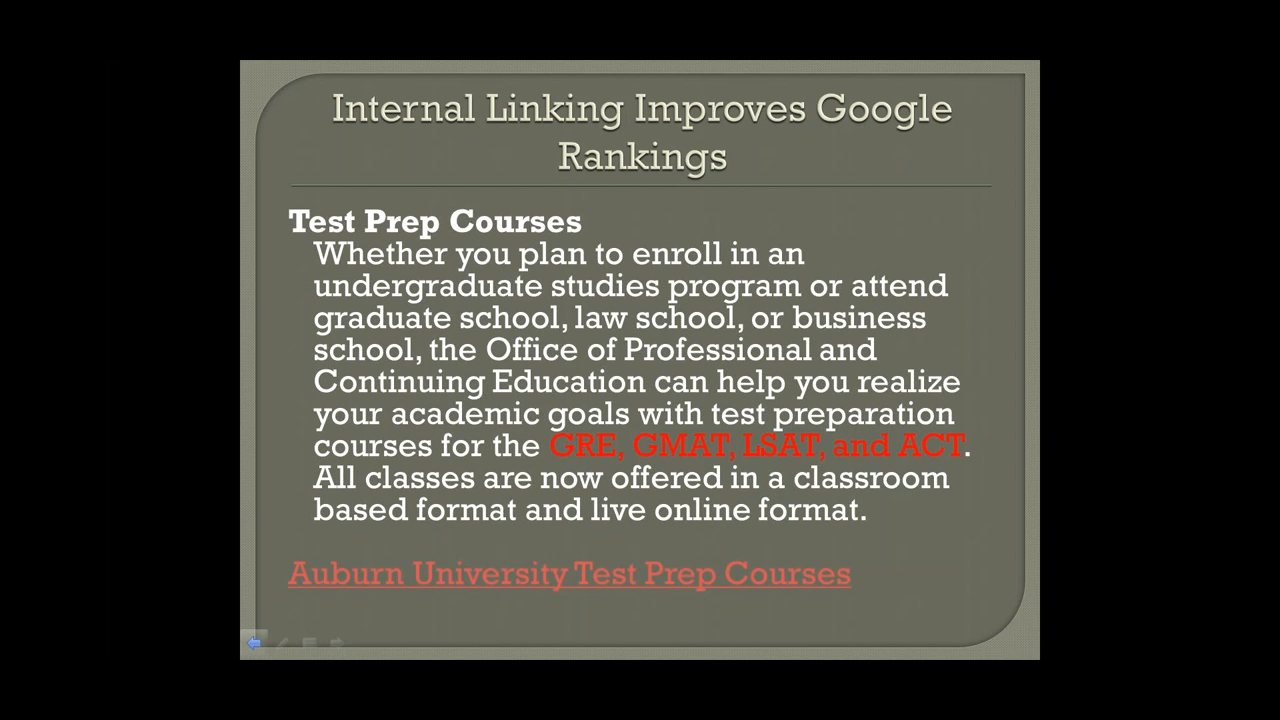 Internal Linking Improves Google
Rankings
Test Prep Courses
Whether you plan to enroll in an
undergraduate studies program or attend
graduate school, law school, or business
school, the Office of Professional and
Continuing Education can help you realize
your academic goals with test preparation
courses for the GRE, GMAT, LSAT, and ACT.
All classes are now offered in a classroom
based format and live online format.
Auburn University Test Prep Courses